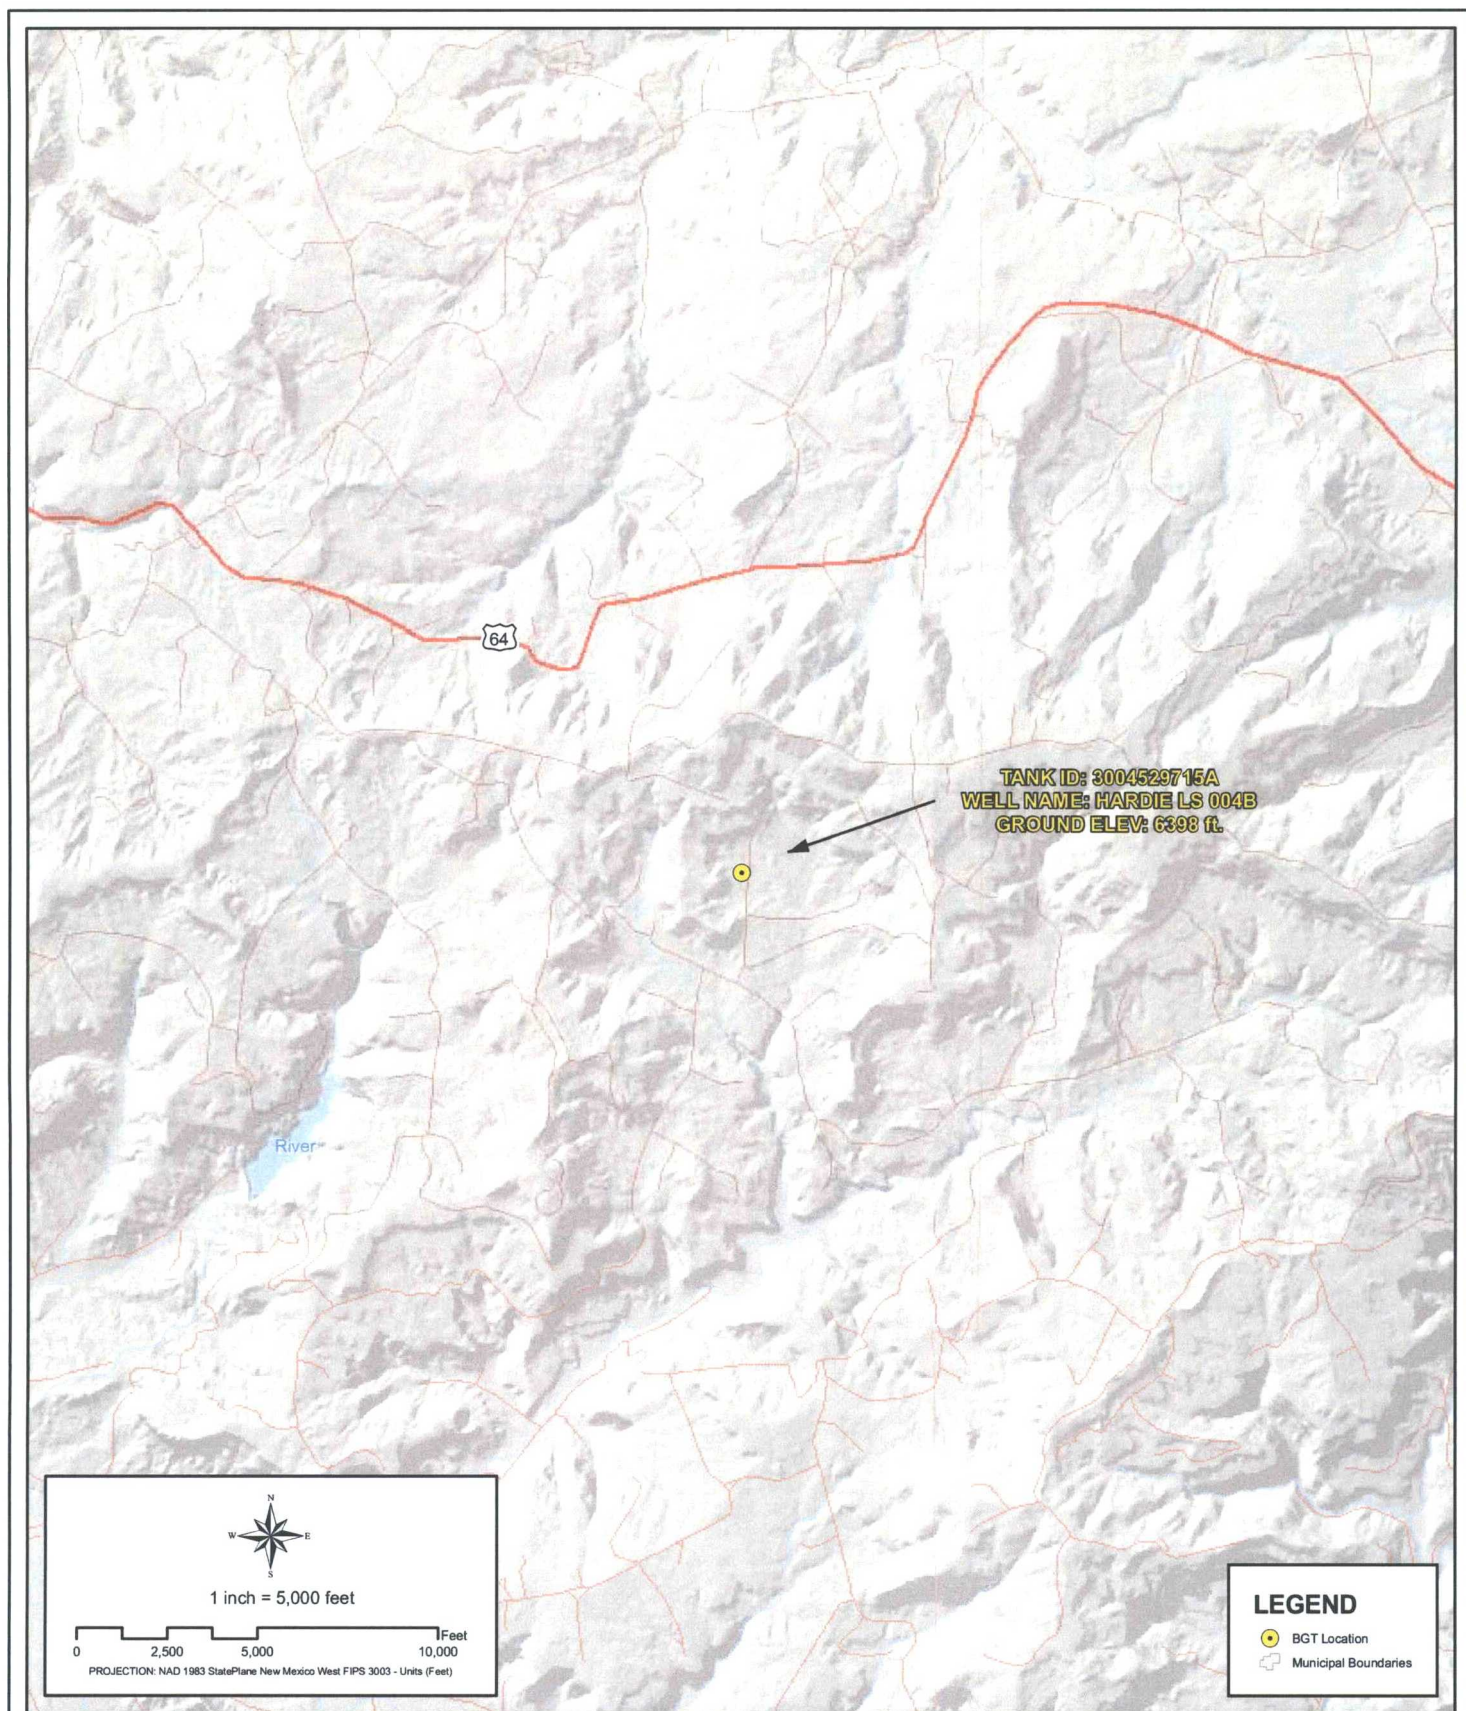 64
TANK ID: 3004529715A
WELL NAME: HARDIE LS 004B
GROUND ELEV: 6398 ft.
River
N
W E
S
1 inch = 5,000 feet
Feet
0 2,500 5,000 10,000
PROJECTION: NAD 1983 StatePlane New Mexico West FIPS 3003 - Units (Feet)
LEGEND
BGT Location
Municipal Boundaries